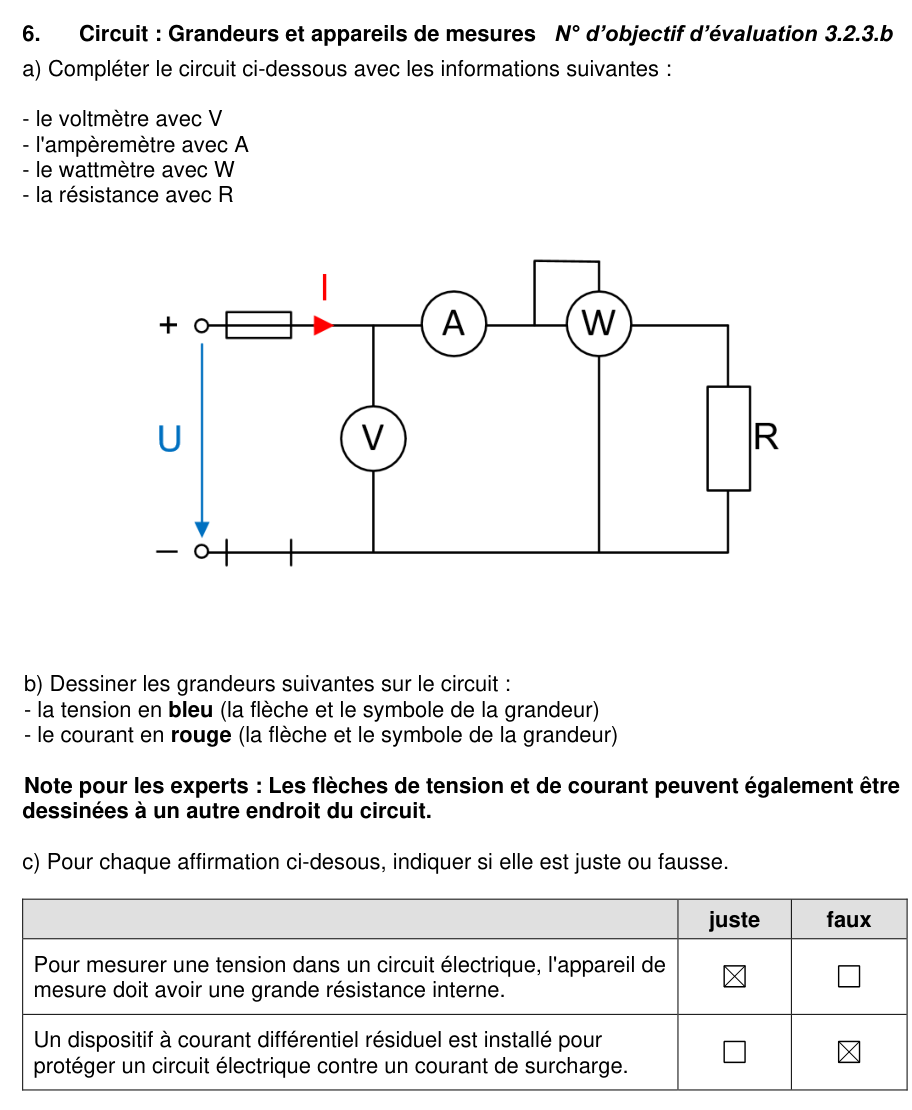 6. Circuit : Grandeurs et appareils de mesures N° d'objectif d'évaluation 3.2.3.b
a) Compléter le circuit ci-dessous avec les informations suivantes :
- le voltmètre avec V
- l'ampèremètre avec A
- le wattmètre avec W
- la résistance avec R
I
+
A
W
U
V
R
–
b) Dessiner les grandeurs suivantes sur le circuit :
- la tension en bleu (la flèche et le symbole de la grandeur)
- le courant en rouge (la flèche et le symbole de la grandeur)
Note pour les experts : Les flèches de tension et de courant peuvent également être
dessinées à un autre endroit du circuit.
c) Pour chaque affirmation ci-desous, indiquer si elle est juste ou fausse.
juste faux
Pour mesurer une tension dans un circuit électrique, l'appareil de
mesure doit avoir une grande résistance interne.
Un dispositif à courant différentiel résiduel est installé pour
protéger un circuit électrique contre un courant de surcharge.